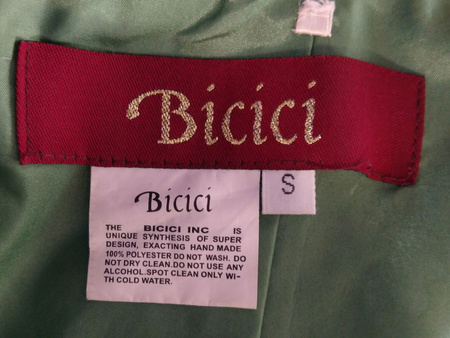 Bicici
S
Bicici
THE BICICI INC IS
UNIQUE SYNTHESIS OF SUPER
DESIGN, EXACTING HAND MADE
100% POLYESTER DO NOT WASH. DO
NOT DRY CLEAN.DO NOT USE ANY
ALCOHOL.SPOT CLEAN ONLY WI-
TH COLD WATER.